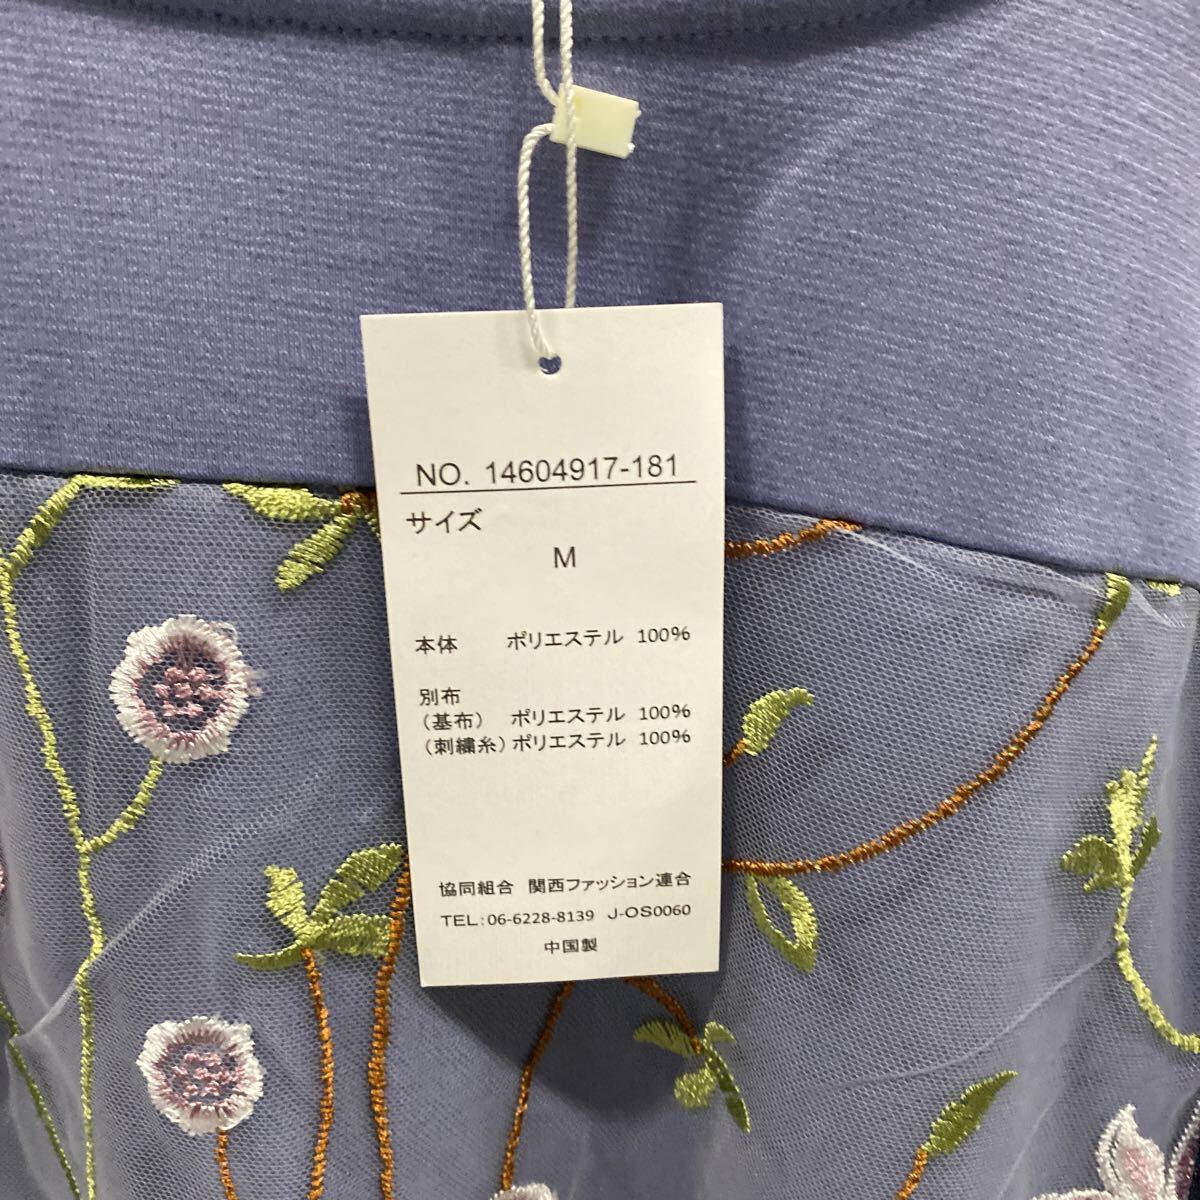 NO. 14604917-181
サイズ
M
本体 ポリエステル 100%
別布
(基布) ポリエステル 100%
(刺繍糸) ポリエステル 100%
協同組合 関西ファッション連合
TEL:06-6228-8139 J-OS0060
中国製